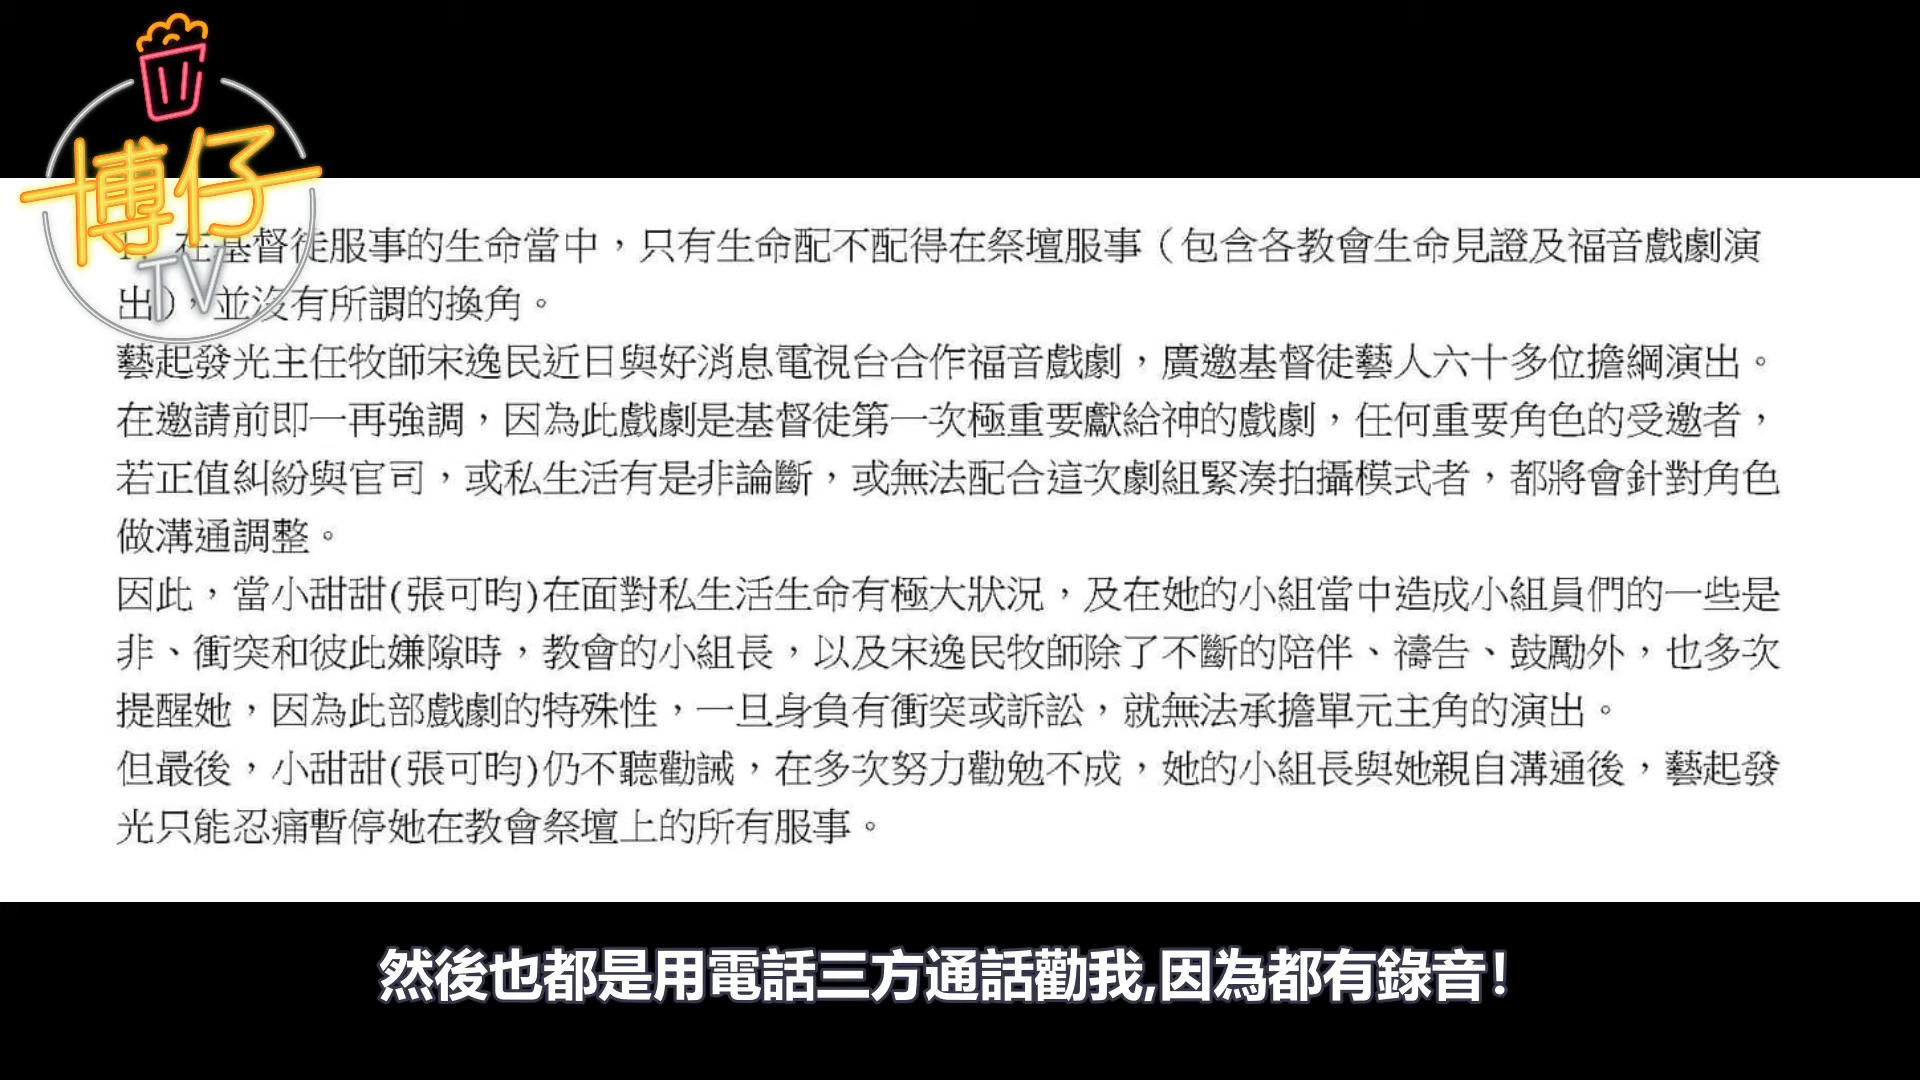 博仔
TV
1. 在基督徒服事的生命當中，只有生命配不配得在祭壇服事（包含各教會生命見證及福音戲劇演
出），並沒有所謂的換角。
藝起發光主任牧師宋逸民近日與好消息電視台合作福音戲劇，廣邀基督徒藝人六十多位擔綱演出。
在邀請前即一再強調，因為此戲劇是基督徒第一次極重要獻給神的戲劇，任何重要角色的受邀者，
若正值糾紛與官司，或私生活有是非論斷，或無法配合這次劇組緊湊拍攝模式者，都將會針對角色
做溝通調整。
因此，當小甜甜(張可昀)在面對私生活生命有極大狀況，及在她的小組當中造成小組員們的一些是
非、衝突和彼此嫌隙時，教會的小組長，以及宋逸民牧師除了不斷的陪伴、禱告、鼓勵外，也多次
提醒她，因為此部戲劇的特殊性，一旦身負有衝突或訴訟，就無法承擔單元主角的演出。
但最後，小甜甜(張可昀)仍不聽勸誡，在多次努力勸勉不成，她的小組長與她親自溝通後，藝起發
光只能忍痛暫停她在教會祭壇上的所有服事。
然後也都是用電話三方通話勸我,因為都有錄音！